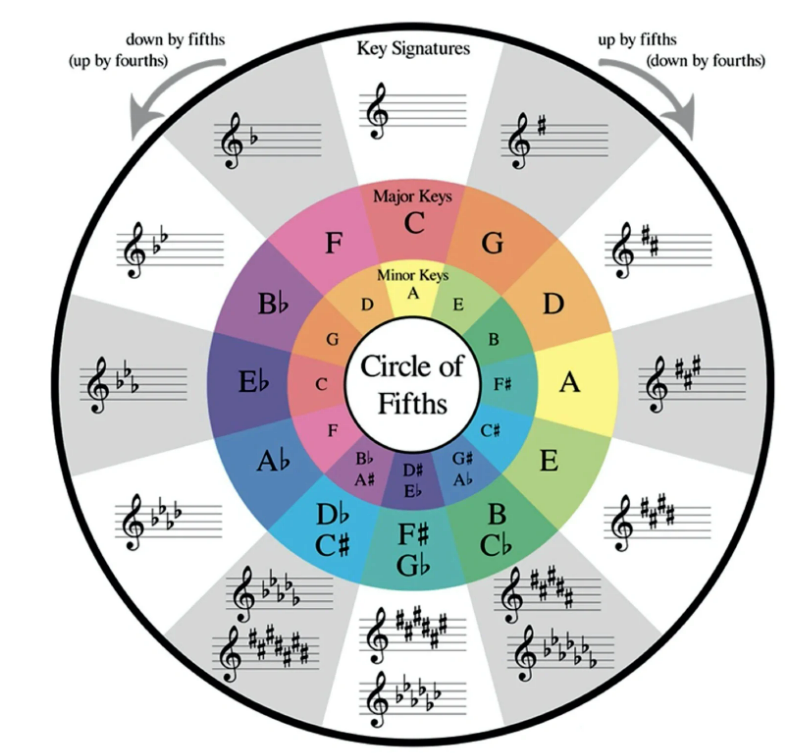 down by fifths
(up by fourths)
Key Signatures
up by fifths
(down by fourths)
Major Keys
C
F
G
B♭
D
E♭
A
A♭
E
D♭
C#
F#
G♭
B
C♭
Minor Keys
A
D
E
G
B
C
F#
F
C#
B♭
A#
D#
E♭
G#
A♭
Circle of
Fifths